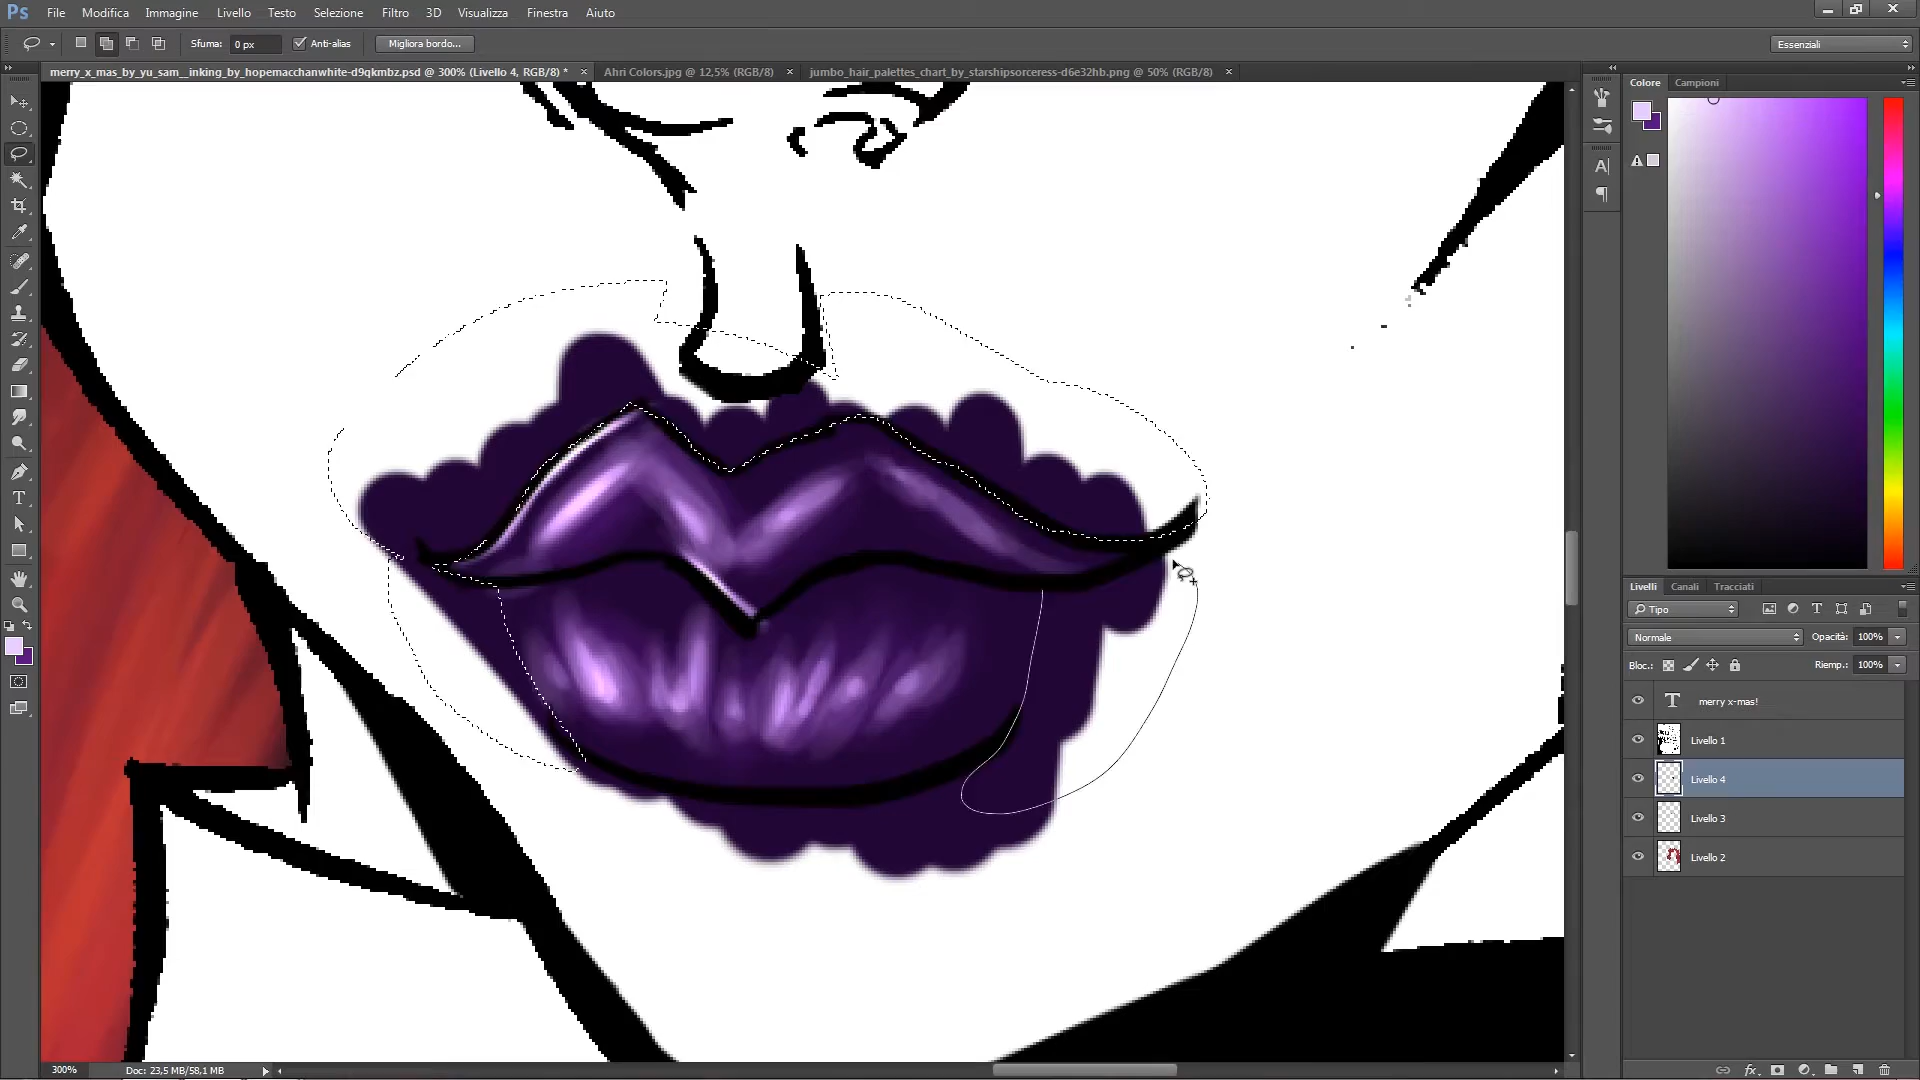 Ps File Modifica Immagine Livello Testo Selezione Filtro 3D Visualizza Finestra Aiuto
Sfuma: 0 px Anti-alias Migliora bordo... Essenziali
merry_x_mas_by_yu_sam__inking_by_hopemacchanwhite-d9qkmbz.psd @ 300% (Livello 4, RGB/8) * Ahri Colors.jpg @ 12,5% (RGB/8) jumbo_hair_palettes_chart_by_starshipsorceress-d6e32hb.png @ 50% (RGB/8)
Colore Campioni
Livelli Canali Tracciati
Tipo
Normale Opacità: 100%
Bloc.: Riemp.: 100%
T merry x-mas!
Livello 1
Livello 4
Livello 3
Livello 2
300% Doc: 23,5 MB/58,1 MB